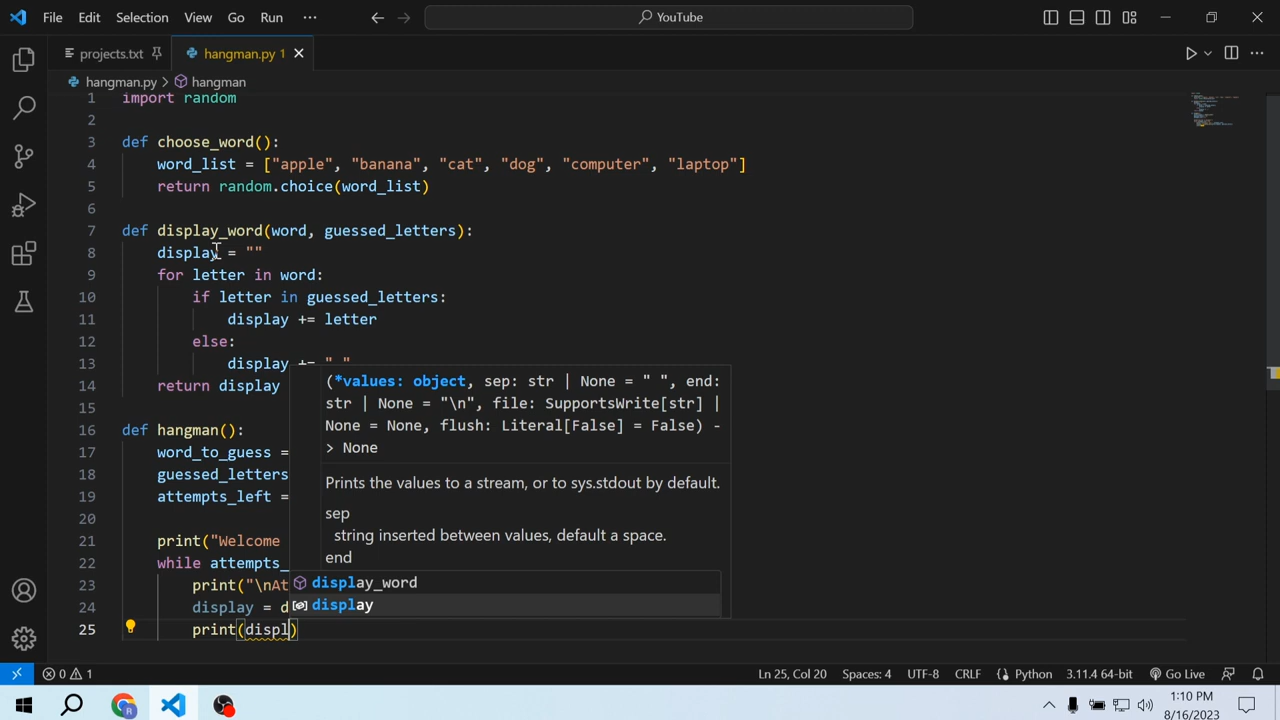 File Edit Selection View Go Run ··· YouTube
projects.txt hangman.py 1
hangman.py > hangman
1 import random
2
3 def choose_word():
4 word_list = ["apple", "banana", "cat", "dog", "computer", "laptop"]
5 return random.choice(word_list)
6
7 def display_word(word, guessed_letters):
8 display = ""
9 for letter in word:
10 if letter in guessed_letters:
11 display += letter
12 else:
13 display += "_"
14 return display
15
16 def hangman():
17 word_to_guess =
18 guessed_letters
19 attempts_left =
20
21 print("Welcome
22 while attempts_
23 print("\nAt
24 display = d
25 print(displ)
(*values: object, sep: str | None = " ", end:
str | None = "\n", file: SupportsWrite[str] |
None = None, flush: Literal[False] = False) -
> None
Prints the values to a stream, or to sys.stdout by default.
sep
string inserted between values, default a space.
end
display_word
display
0 1 Ln 25, Col 20 Spaces: 4 UTF-8 CRLF Python 3.11.4 64-bit Go Live
1:10 PM
8/16/2023